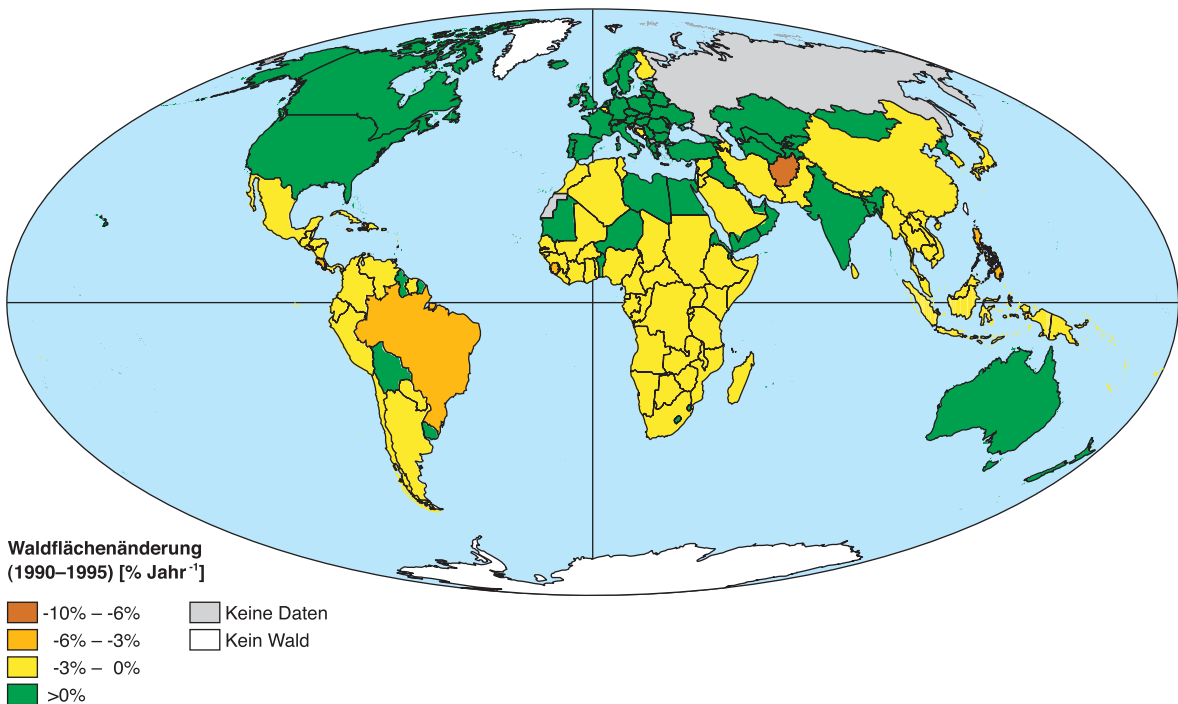 Waldflächenänderung
(1990–1995) [% Jahr⁻¹]
-10% – -6%
-6% – -3%
-3% – 0%
>0%
Keine Daten
Kein Wald